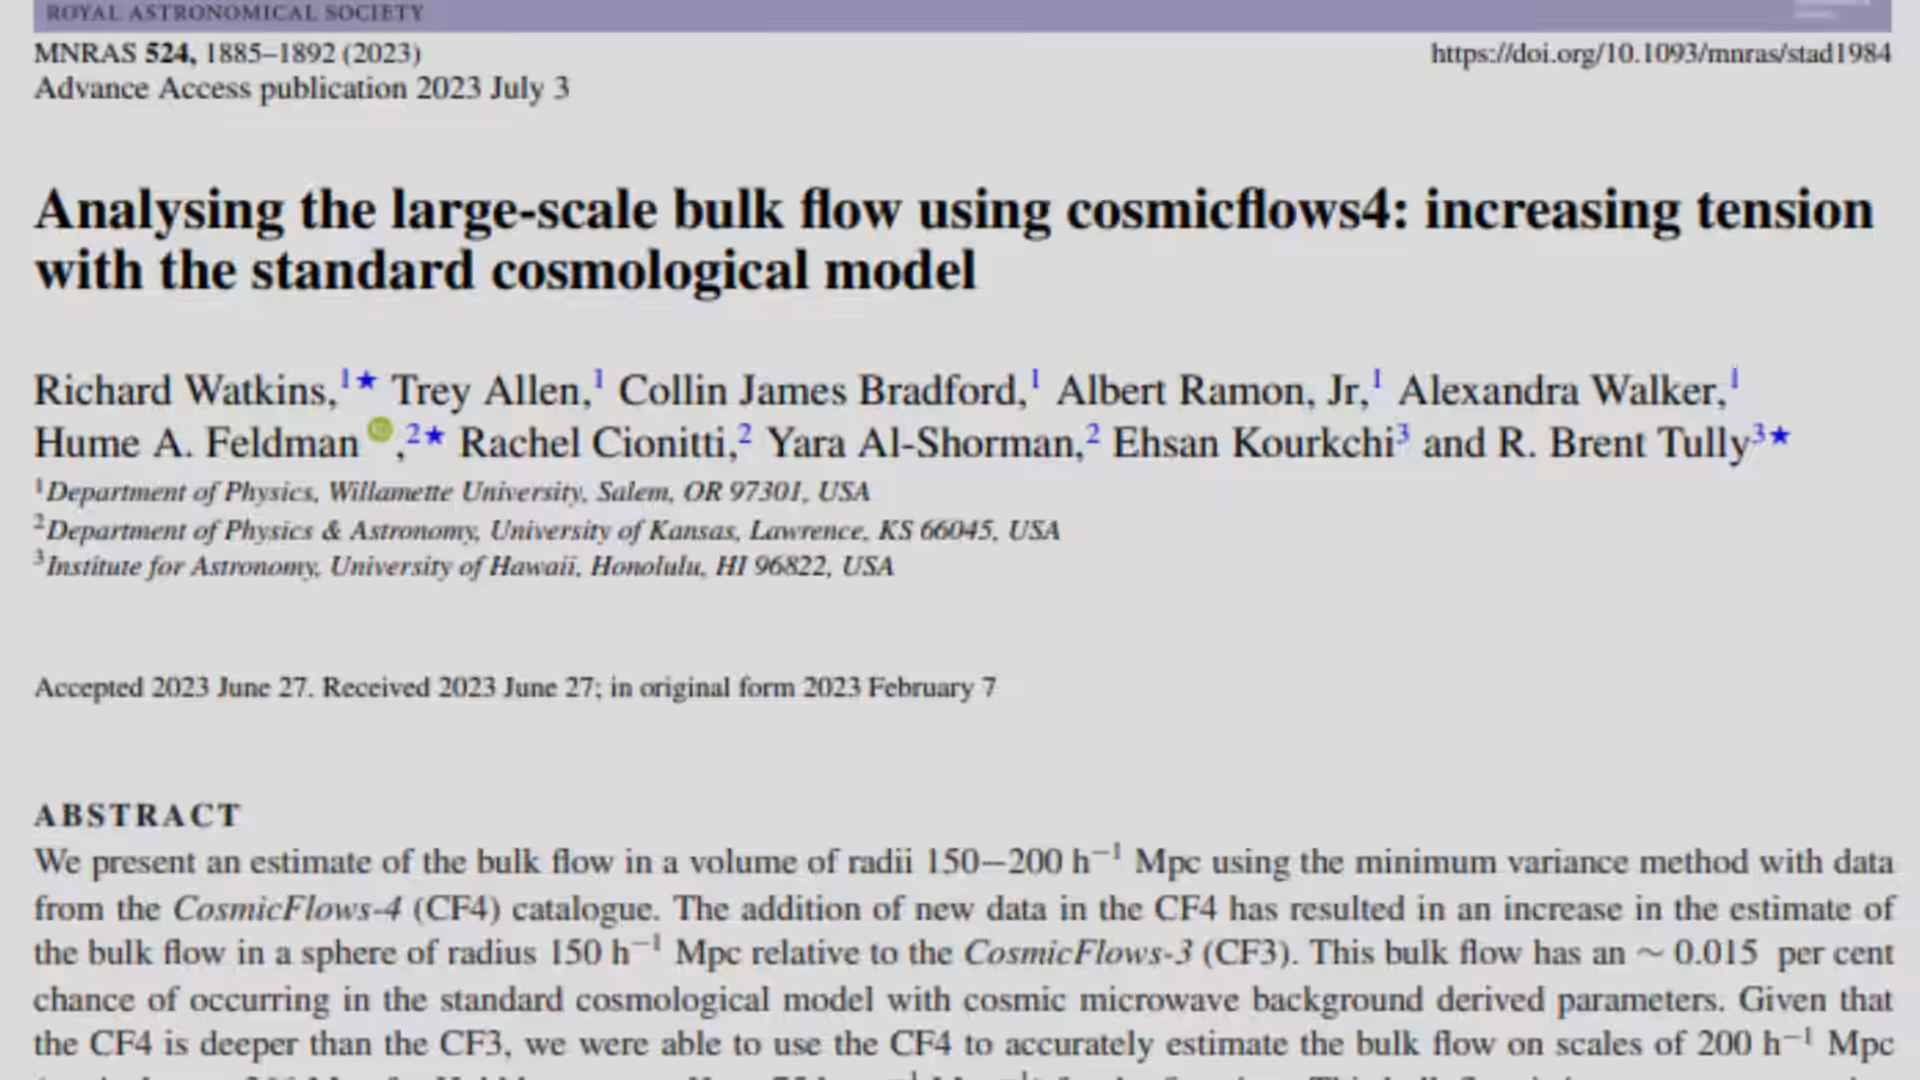 ROYAL ASTRONOMICAL SOCIETY
MNRAS 524, 1885–1892 (2023)
https://doi.org/10.1093/mnras/stad1984
Advance Access publication 2023 July 3
Analysing the large-scale bulk flow using cosmicflows4: increasing tension
with the standard cosmological model
Richard Watkins,1★ Trey Allen,1 Collin James Bradford,1 Albert Ramon, Jr,1 Alexandra Walker,1
Hume A. Feldman iD,2★ Rachel Cionitti,2 Yara Al-Shorman,2 Ehsan Kourkchi3 and R. Brent Tully3★
1Department of Physics, Willamette University, Salem, OR 97301, USA
2Department of Physics & Astronomy, University of Kansas, Lawrence, KS 66045, USA
3Institute for Astronomy, University of Hawaii, Honolulu, HI 96822, USA
Accepted 2023 June 27. Received 2023 June 27; in original form 2023 February 7
ABSTRACT
We present an estimate of the bulk flow in a volume of radii 150−200 h−1 Mpc using the minimum variance method with data
from the CosmicFlows-4 (CF4) catalogue. The addition of new data in the CF4 has resulted in an increase in the estimate of
the bulk flow in a sphere of radius 150 h−1 Mpc relative to the CosmicFlows-3 (CF3). This bulk flow has an ~ 0.015 per cent
chance of occurring in the standard cosmological model with cosmic microwave background derived parameters. Given that
the CF4 is deeper than the CF3, we were able to use the CF4 to accurately estimate the bulk flow on scales of 200 h−1 Mpc